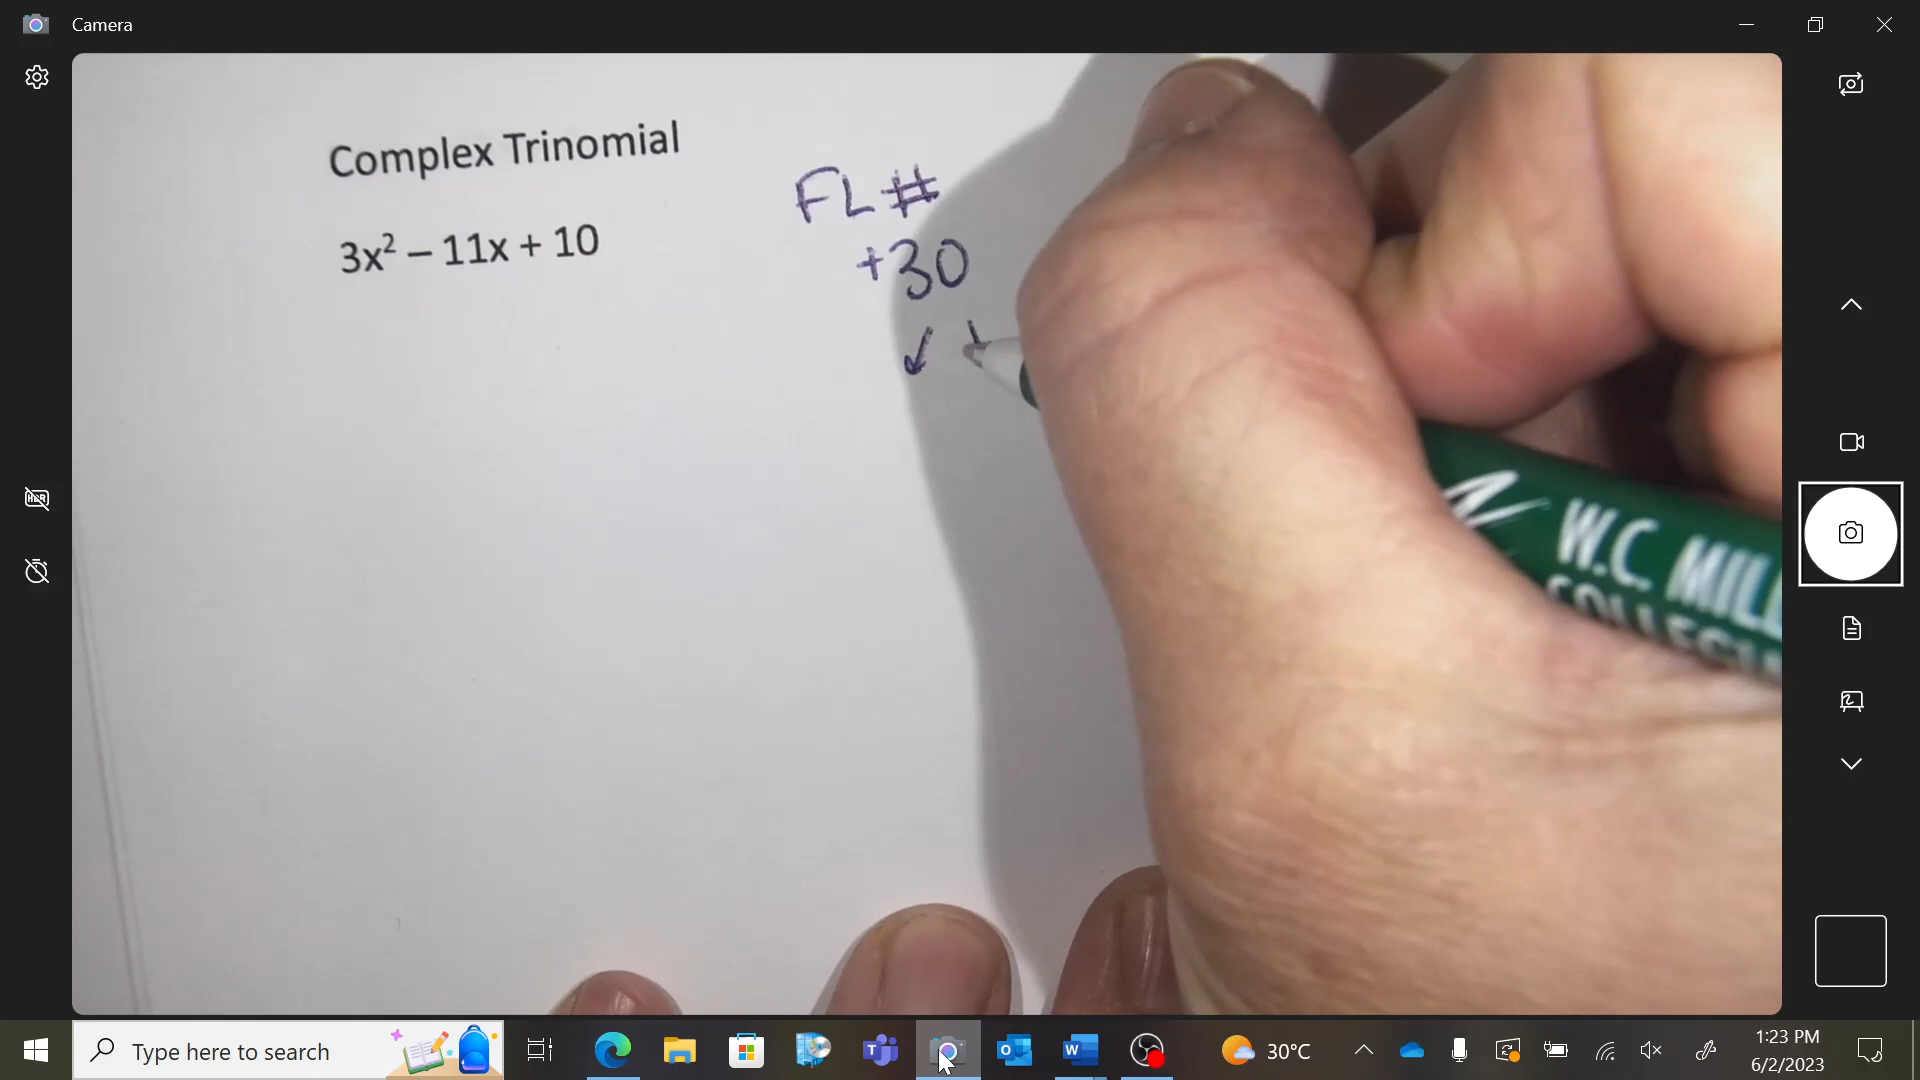 Camera
Complex Trinomial
FL #
3x² – 11x + 10
+30
W.C.
Type here to search
30°C
1:23 PM
6/2/2023